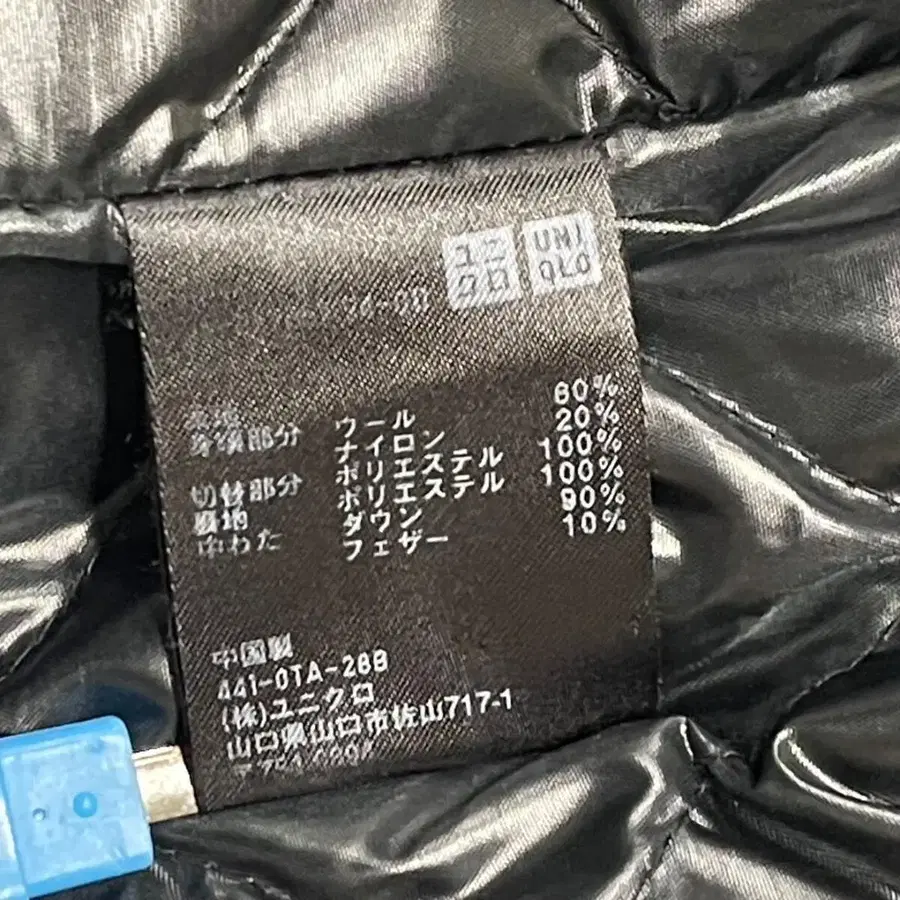 ユニ UNI
クロ QLO
表地
身頃部分 ウール 80%
ナイロン 20%
切替部分 ポリエステル 100%
裏地 ポリエステル 100%
中わた ダウン 90%
フェザー 10%
中国製
441-0TA-28B
(株)ユニクロ
山口県山口市佐山717-1